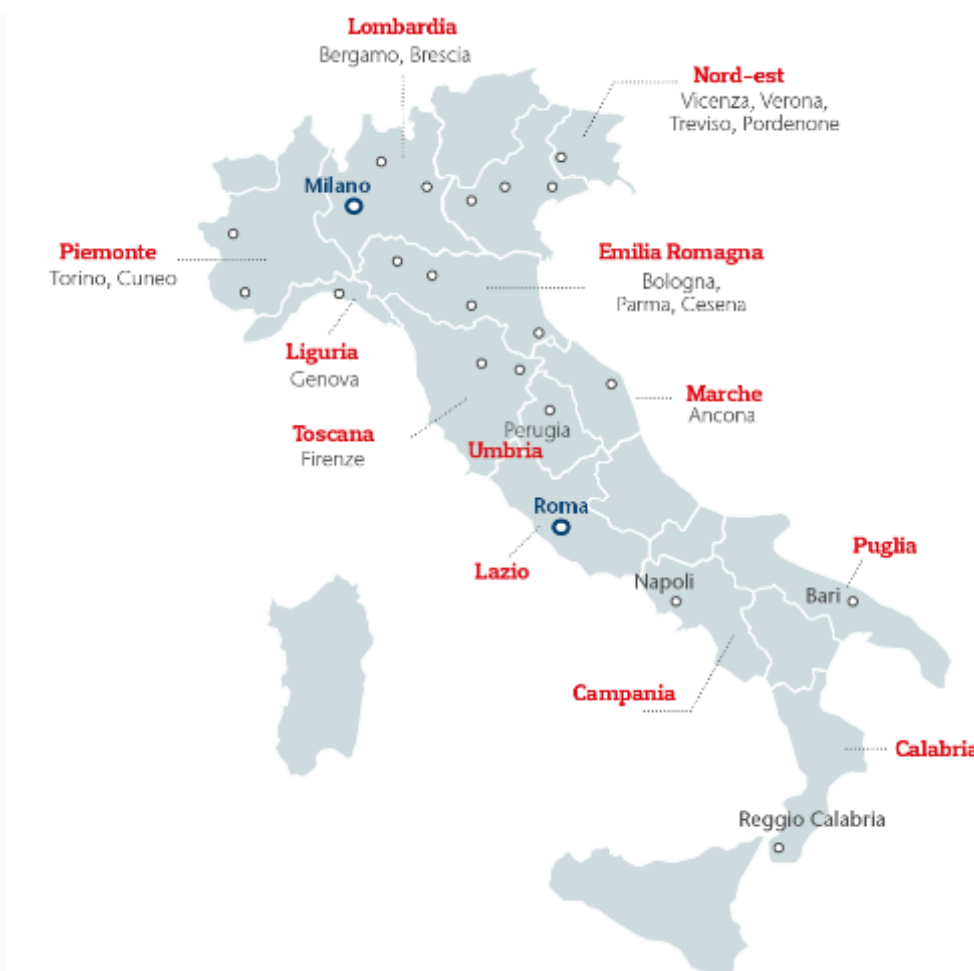 Lombardia
Bergamo, Brescia
Nord-est
Vicenza, Verona,
Treviso, Pordenone
Milano
Piemonte
Torino, Cuneo
Emilia Romagna
Bologna,
Parma, Cesena
Liguria
Genova
Marche
Ancona
Toscana
Firenze
Perugia
Umbria
Roma
Lazio
Puglia
Napoli
Bari
Campania
Calabria
Reggio Calabria